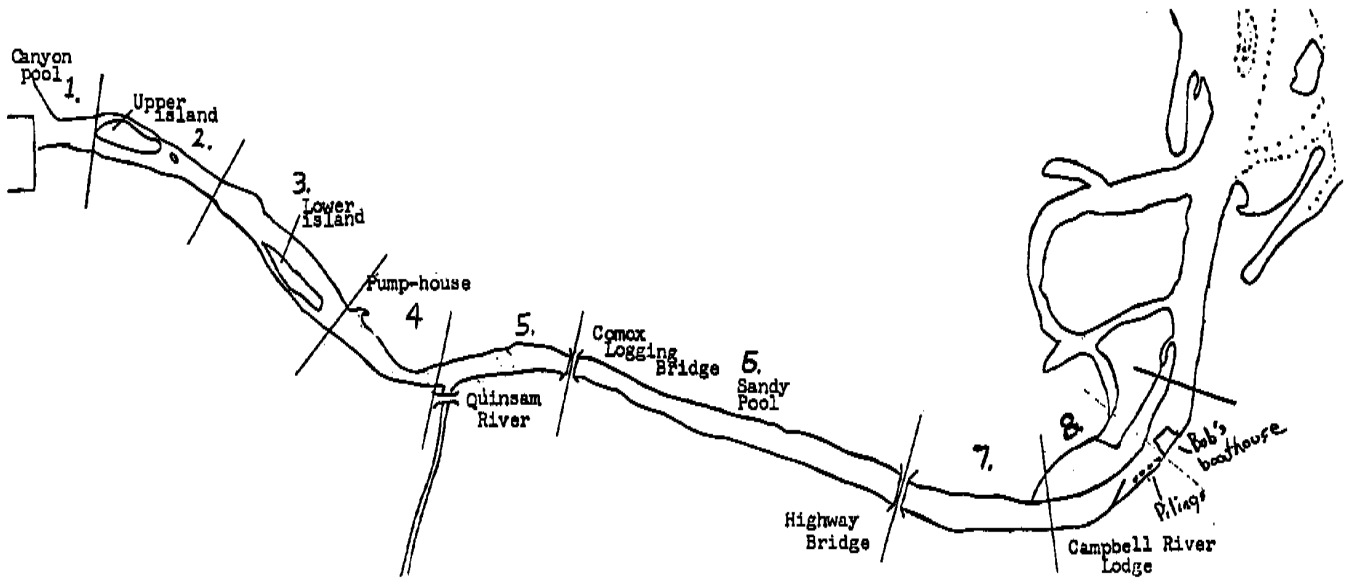 Canyon
pool
1.
Upper
island
2.
3.
Lower
island
Pump-house
4
5.
Quinsam
River
Comox
Logging
Bridge
6.
Sandy
Pool
Highway
Bridge
7.
8.
Bob's
boathouse
Pilings
Campbell River
Lodge